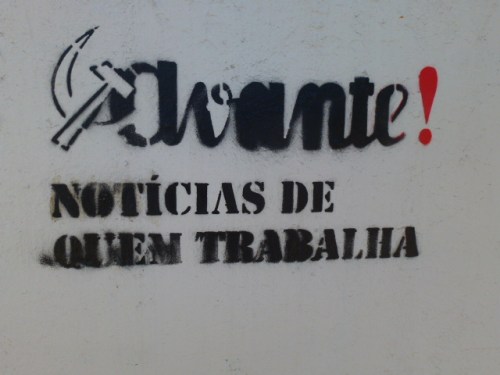 Avante!
NOTÍCIAS DE
QUEM TRABALHA